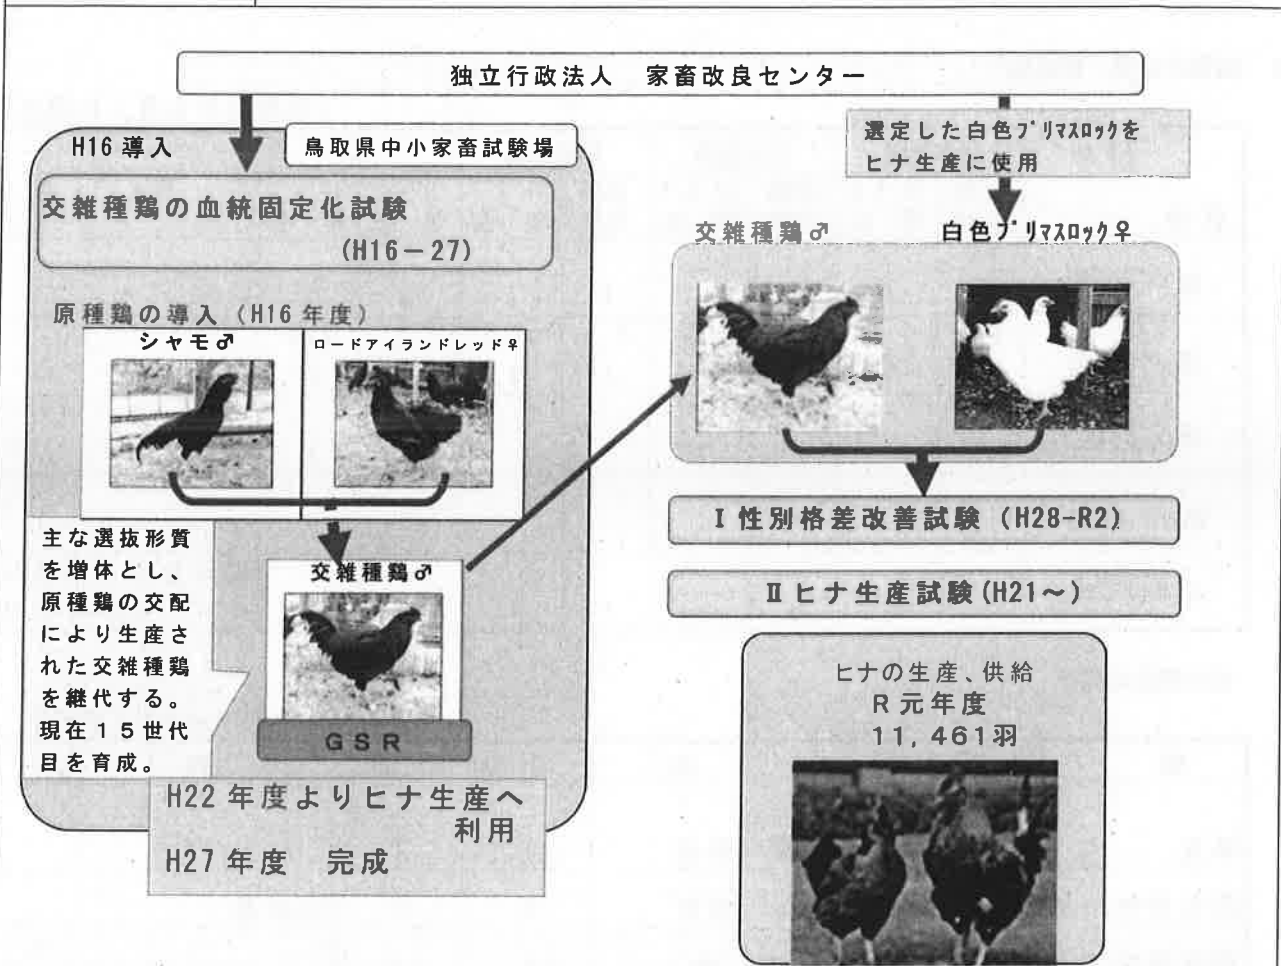 独立行政法人　家畜改良センター
H16 導入
鳥取県中小家畜試験場
交雑種鶏の血統固定化試験
(H16－27)
原種鶏の導入（H16 年度）
シャモ♂
ロードアイランドレッド♀
主な選抜形質
を増体とし、
原種鶏の交配
により生産さ
れた交雑種鶏
を継代する。
現在１５世代
目を育成。
交雑種鶏♂
GSR
H22 年度よりヒナ生産へ
利用
H27 年度　完成
選定した白色ﾌﾟﾘﾏｽﾛｯｸを
ヒナ生産に使用
交雑種鶏♂
白色ﾌﾟﾘﾏｽﾛｯｸ♀
Ⅰ 性別格差改善試験（H28-R2）
Ⅱ ヒナ生産試験(H21～)
ヒナの生産、供給
R 元年度
11,461羽